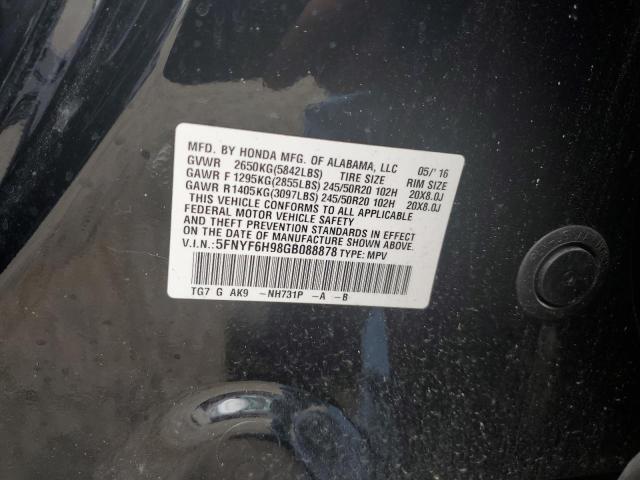 MFD. BY HONDA MFG. OF ALABAMA, LLC 05/'16
GVWR 2650KG(5842LBS) TIRE SIZE RIM SIZE
GAWR F 1295KG(2855LBS) 245/50R20 102H 20X8.0J
GAWR R1405KG(3097LBS) 245/50R20 102H 20X8.0J
THIS VEHICLE CONFORMS TO ALL APPLICABLE
FEDERAL MOTOR VEHICLE SAFETY
AND THEFT PREVENTION STANDARDS IN EFFECT
ON THE DATE OF MANUFACTURE SHOWN ABOVE.
V.I.N.:5FNYF6H98GB088878 TYPE: MPV
TG7 G AK9 -NH731P -A -B